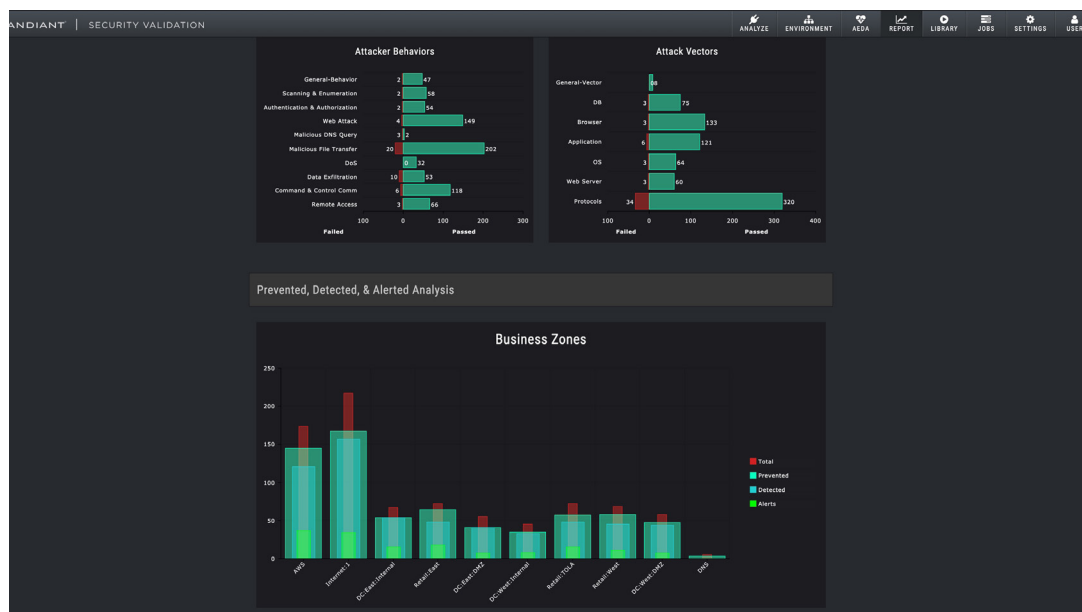 ANDIANT | SECURITY VALIDATION
ANALYZE ENVIRONMENT AEDA REPORT LIBRARY JOBS SETTINGS USER
Attacker Behaviors
General-Behavior 2 47
Scanning & Enumeration 2 58
Authentication & Authorization 2 54
Web Attack 4 149
Malicious DNS Query 3 2
Malicious File Transfer 20 202
DoS 0 32
Data Exfiltration 10 53
Command & Control Comm 6 118
Remote Access 3 66
100 0 100 200 300
Failed Passed
Attack Vectors
General-Vector
DB 3 75
Browser 3 133
Application 6 121
OS 3 64
Web Server 3 60
Protocols 34 320
100 0 100 200 300 400
Failed Passed
Prevented, Detected, & Alerted Analysis
Business Zones
250
200
150
100
50
0
AWS
Internet:1
DC:East:Internal
Retail:East
DC:East:DMZ
DC:West:Internal
Retail:TOLA
Retail:West
DC:West:DMZ
DNS
Total
Prevented
Detected
Alerts